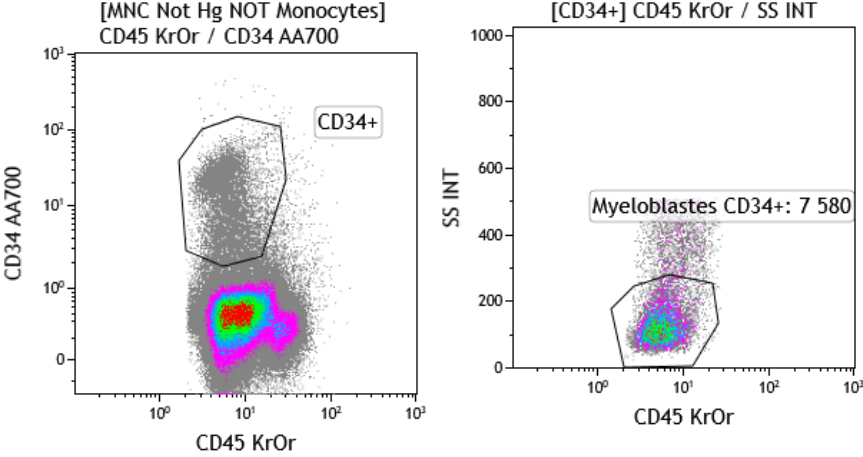 [MNC Not Hg NOT Monocytes]
CD45 KrOr / CD34 AA700
10³
10²
10¹
10⁰
0
CD34 AA700
CD34+
10⁰
10¹
10²
10³
CD45 KrOr
[CD34+] CD45 KrOr / SS INT
1000
800
600
400
200
0
SS INT
Myeloblastes CD34+: 7 580
10⁰
10¹
10²
10³
CD45 KrOr